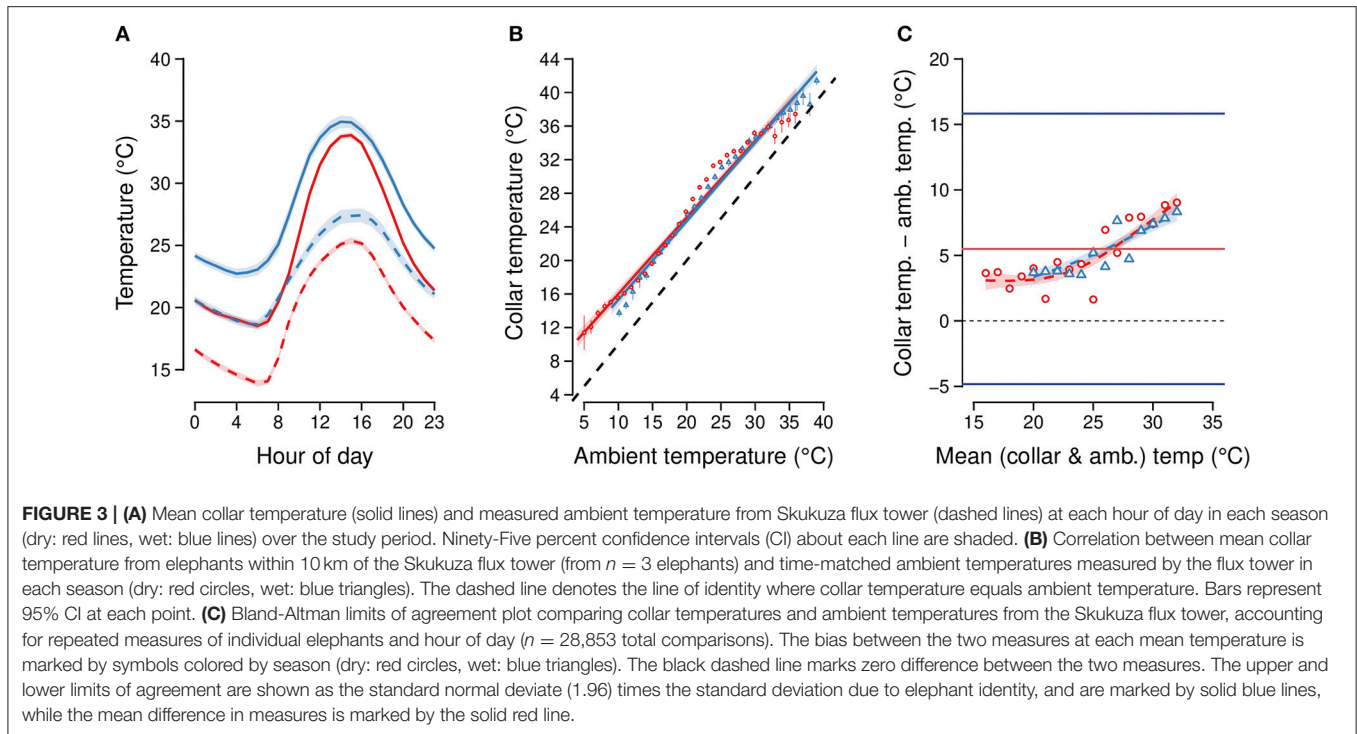 A
B
C
40
35
30
25
20
15
0
4
8
12
16
20
23
Temperature (°C)
Hour of day
44
40
36
32
28
24
20
16
12
8
4
5
10
15
20
25
30
35
40
Collar temperature (°C)
Ambient temperature (°C)
20
15
10
5
0
−5
15
20
25
30
35
Collar temp. − amb. temp. (°C)
Mean (collar & amb.) temp (°C)
FIGURE 3 | (A) Mean collar temperature (solid lines) and measured ambient temperature from Skukuza flux tower (dashed lines) at each hour of day in each season
(dry: red lines, wet: blue lines) over the study period. Ninety-Five percent confidence intervals (CI) about each line are shaded. (B) Correlation between mean collar
temperature from elephants within 10 km of the Skukuza flux tower (from n = 3 elephants) and time-matched ambient temperatures measured by the flux tower in
each season (dry: red circles, wet: blue triangles). The dashed line denotes the line of identity where collar temperature equals ambient temperature. Bars represent
95% CI at each point. (C) Bland-Altman limits of agreement plot comparing collar temperatures and ambient temperatures from the Skukuza flux tower, accounting
for repeated measures of individual elephants and hour of day (n = 28,853 total comparisons). The bias between the two measures at each mean temperature is
marked by symbols colored by season (dry: red circles, wet: blue triangles). The black dashed line marks zero difference between the two measures. The upper and
lower limits of agreement are shown as the standard normal deviate (1.96) times the standard deviation due to elephant identity, and are marked by solid blue lines,
while the mean difference in measures is marked by the solid red line.